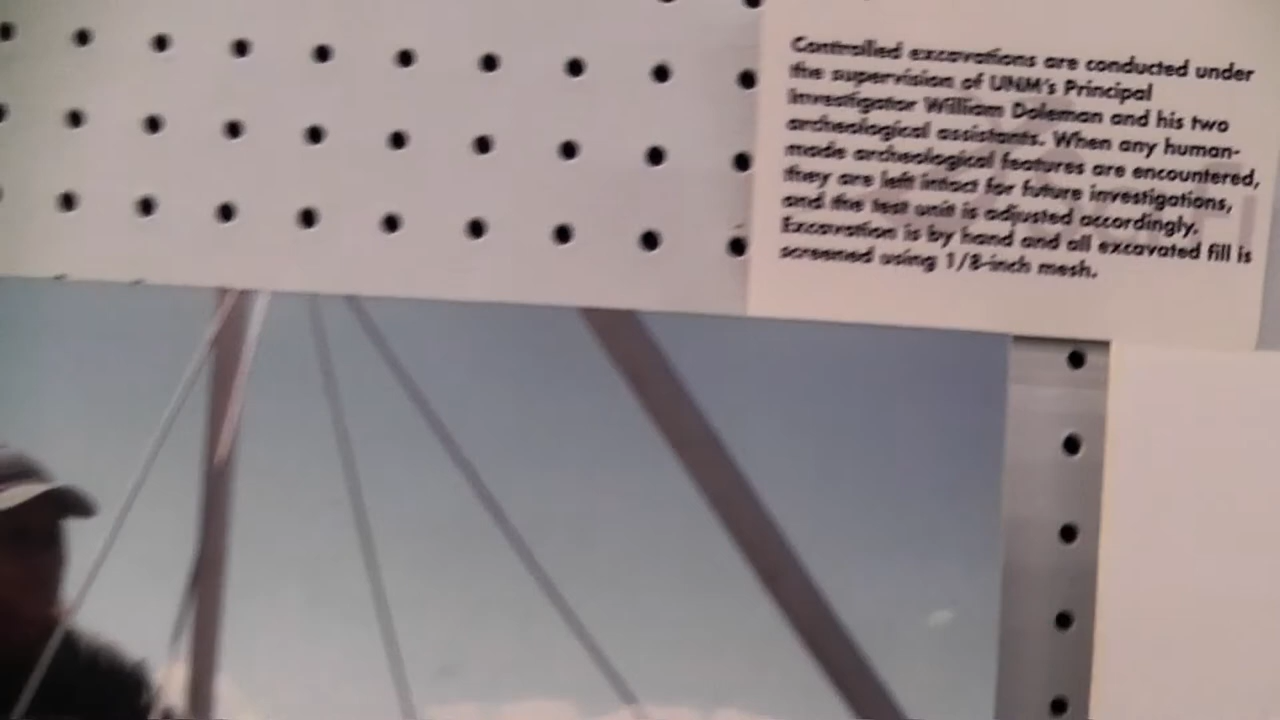 Controlled excavations are conducted under
the supervision of UNM's Principal
Investigator William Doleman and his two
archeological assistants. When any human-
made archeological features are encountered,
they are left intact for future investigations,
and the test unit is adjusted accordingly.
Excavation is by hand and all excavated fill is
screened using 1/8-inch mesh.